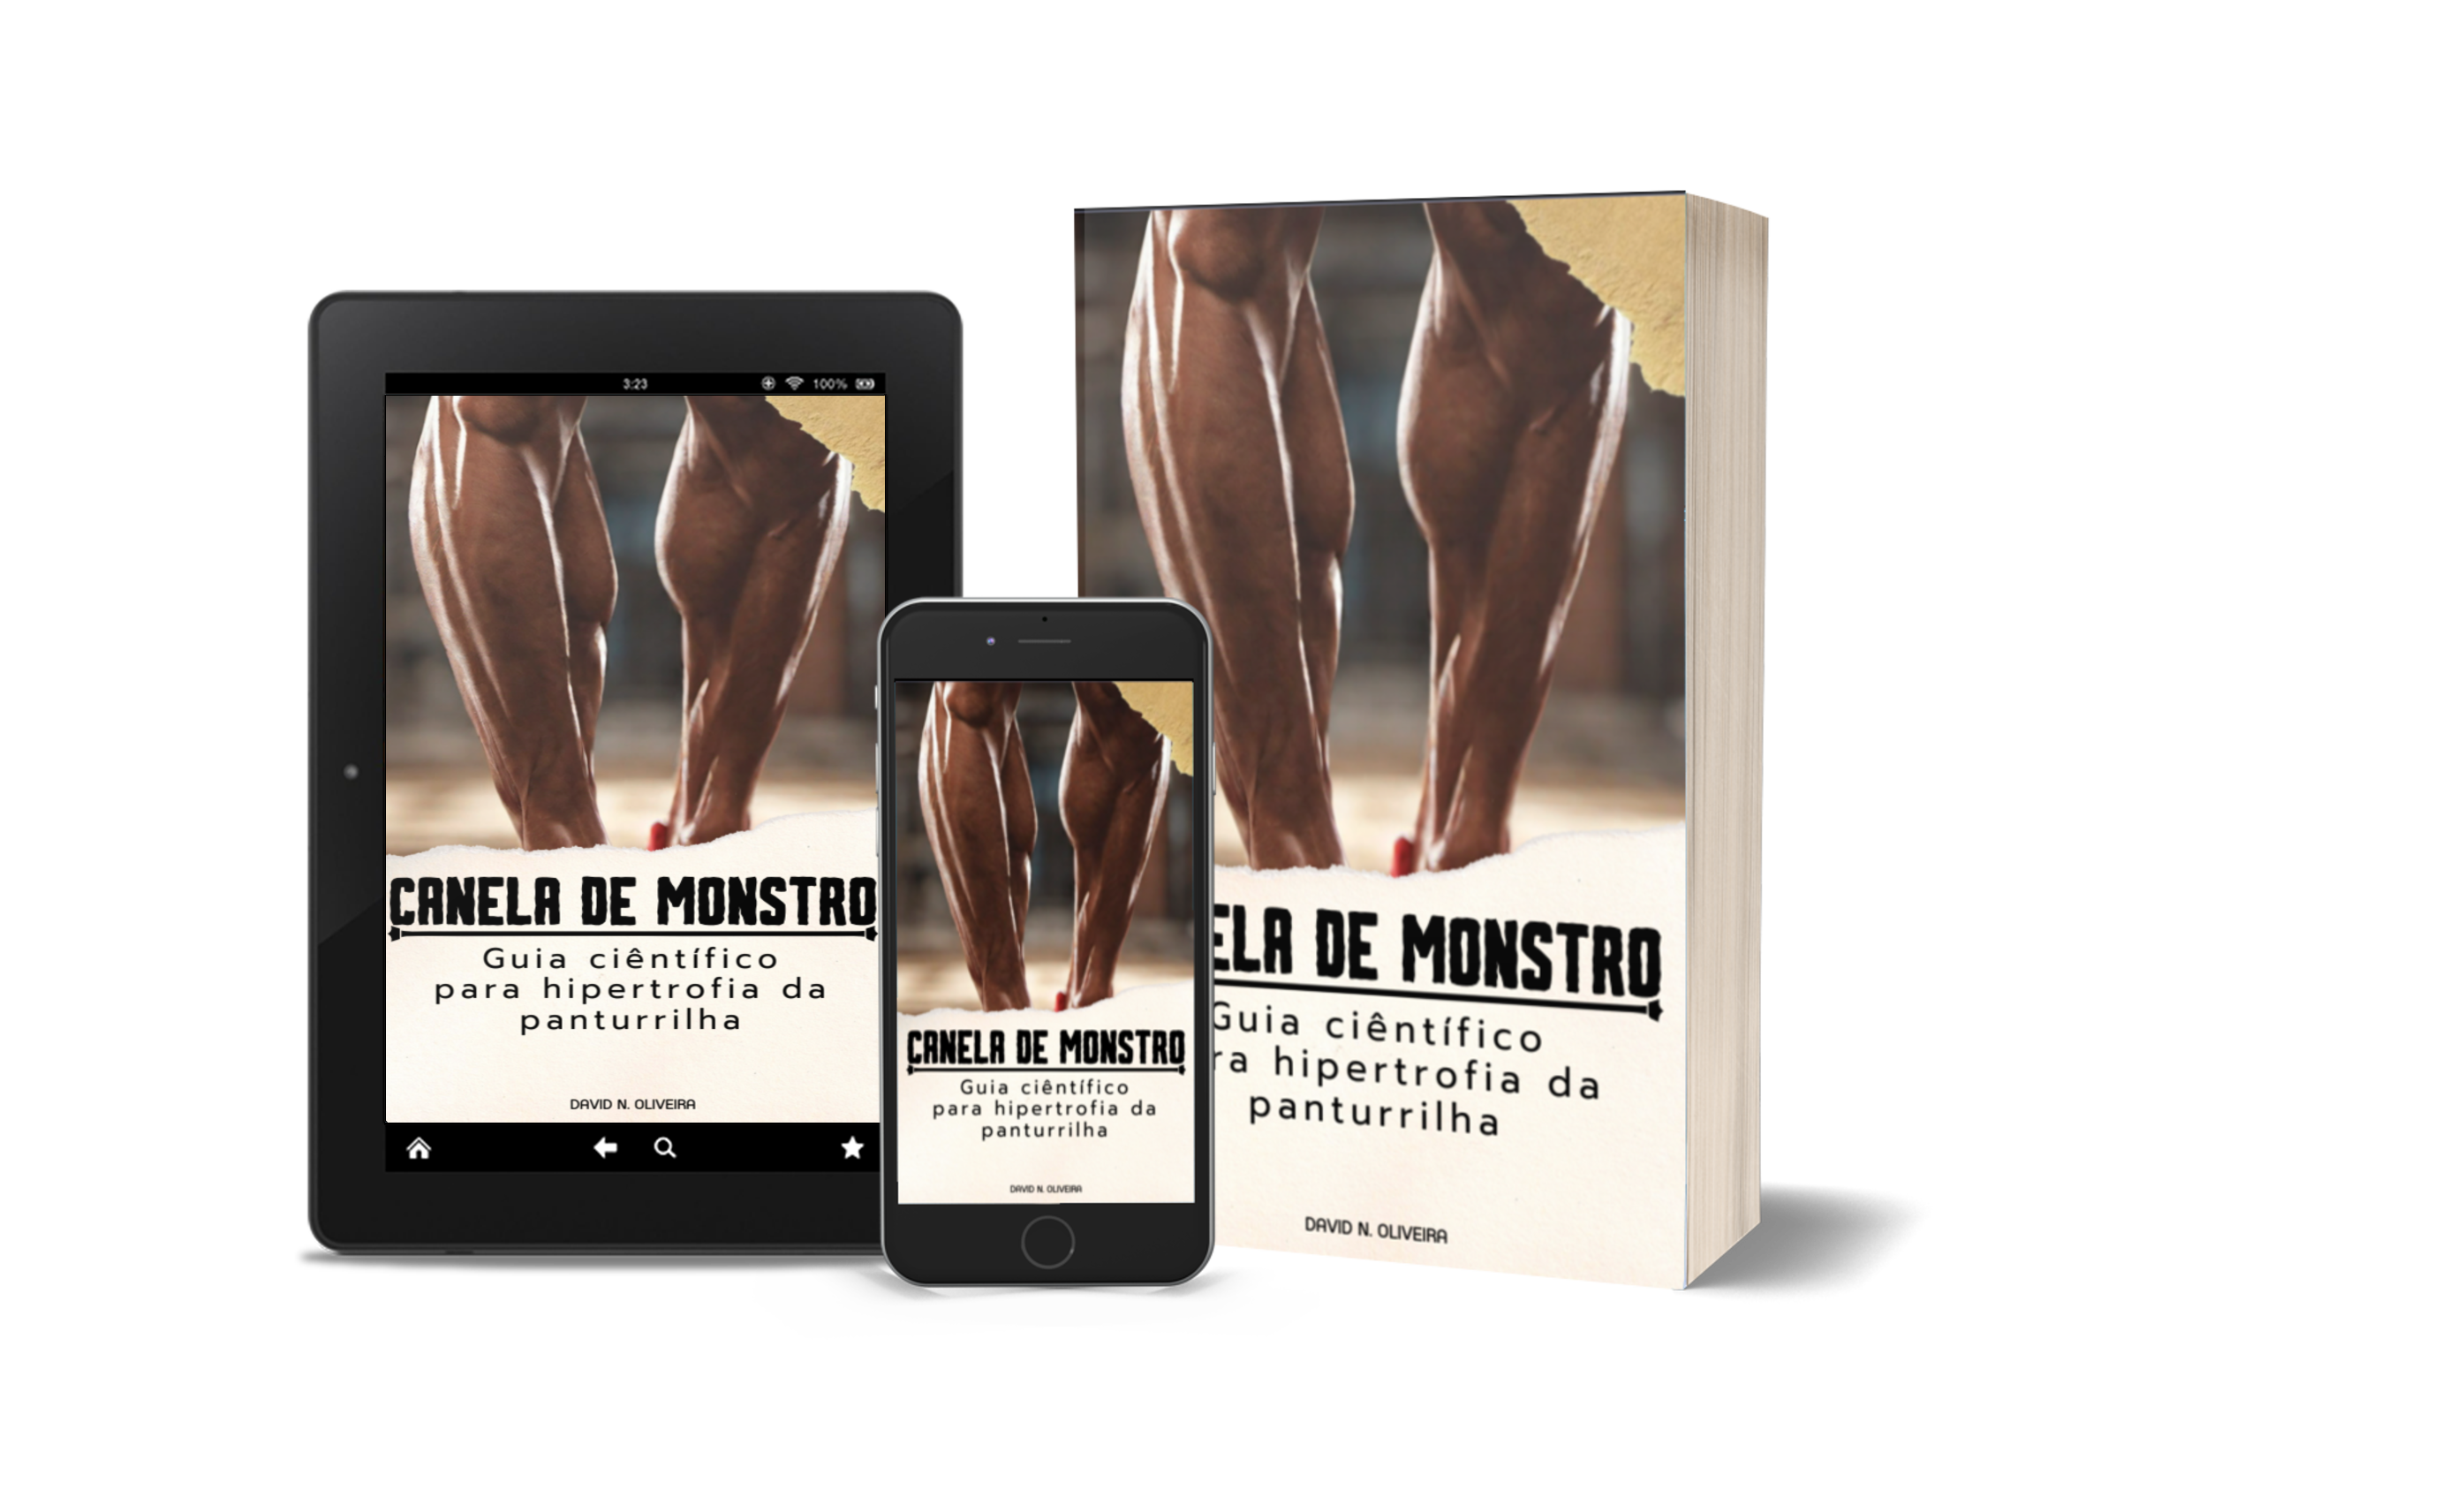 3:23
100%
CANELA DE MONSTRO
Guia ciêntífico
para hipertrofia da
panturrilha
DAVID N. OLIVEIRA
CANELA DE MONSTRO
Guia ciêntífico
para hipertrofia da
panturrilha
DAVID N. OLIVEIRA
ELA DE MONSTRO
Guia ciêntífico
ra hipertrofia da
panturrilha
DAVID N. OLIVEIRA